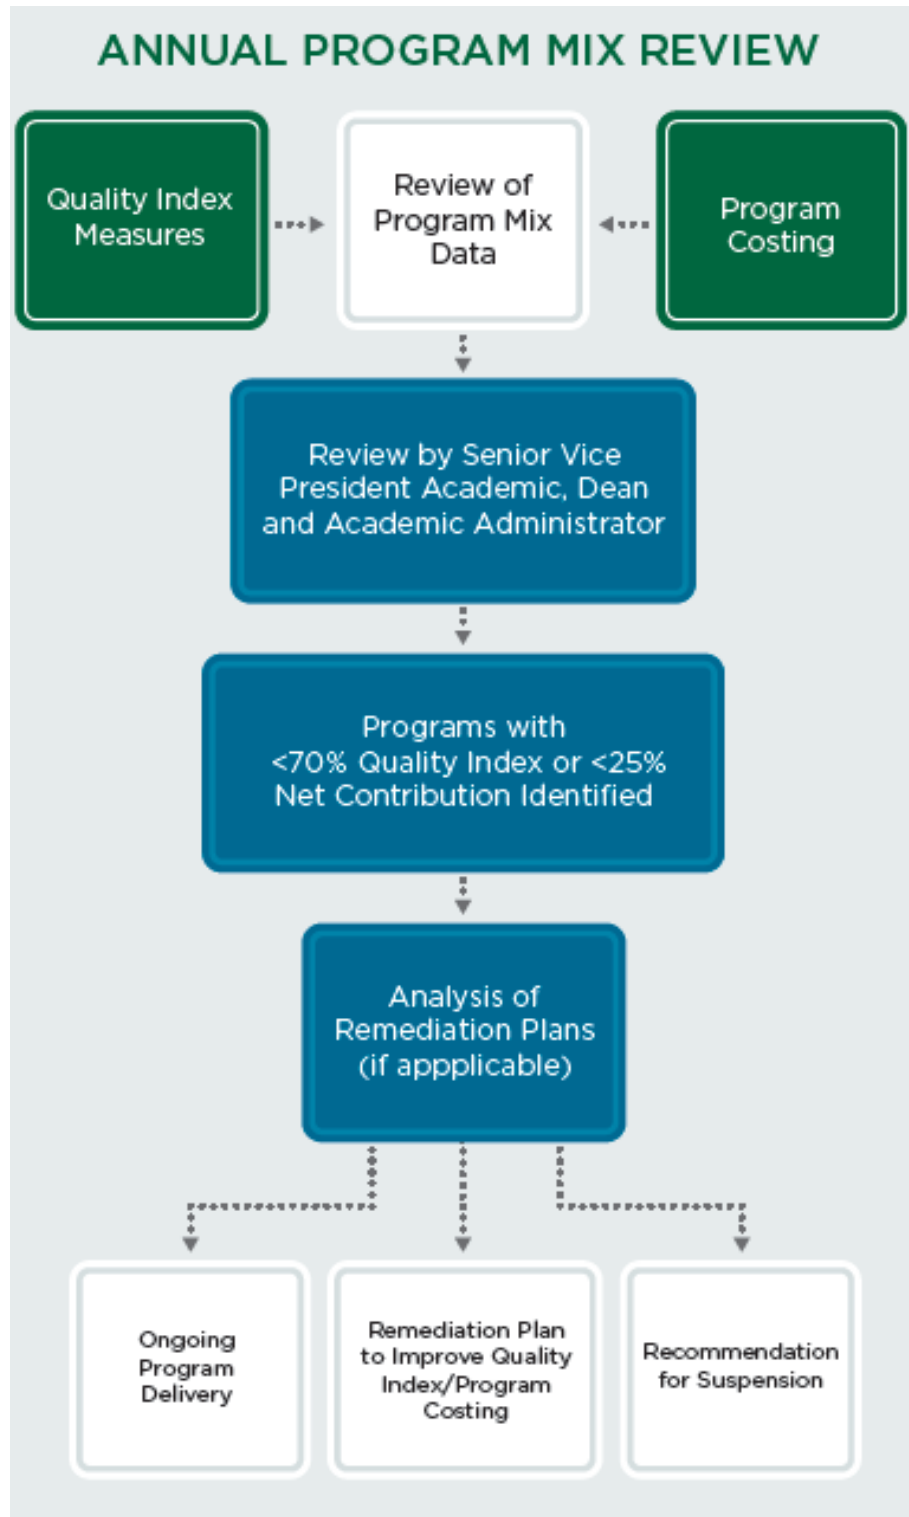 ANNUAL PROGRAM MIX REVIEW
Quality Index
Measures
Review of
Program Mix
Data
Program
Costing
Review by Senior Vice
President Academic, Dean
and Academic Administrator
Programs with
<70% Quality Index or <25%
Net Contribution Identified
Analysis of
Remediation Plans
(if appplicable)
Ongoing
Program
Delivery
Remediation Plan
to Improve Quality
Index/Program
Costing
Recommendation
for Suspension